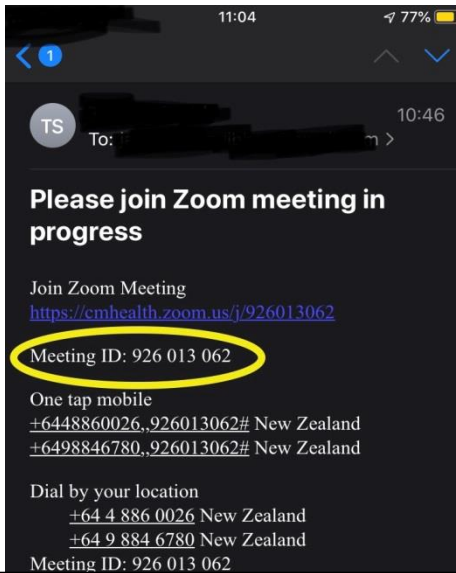 11:04 77%
1
TS 10:46
To:
Please join Zoom meeting in
progress
Join Zoom Meeting
https://cmhealth.zoom.us/j/926013062
Meeting ID: 926 013 062
One tap mobile
+6448860026,,926013062# New Zealand
+6498846780,,926013062# New Zealand
Dial by your location
+64 4 886 0026 New Zealand
+64 9 884 6780 New Zealand
Meeting ID: 926 013 062